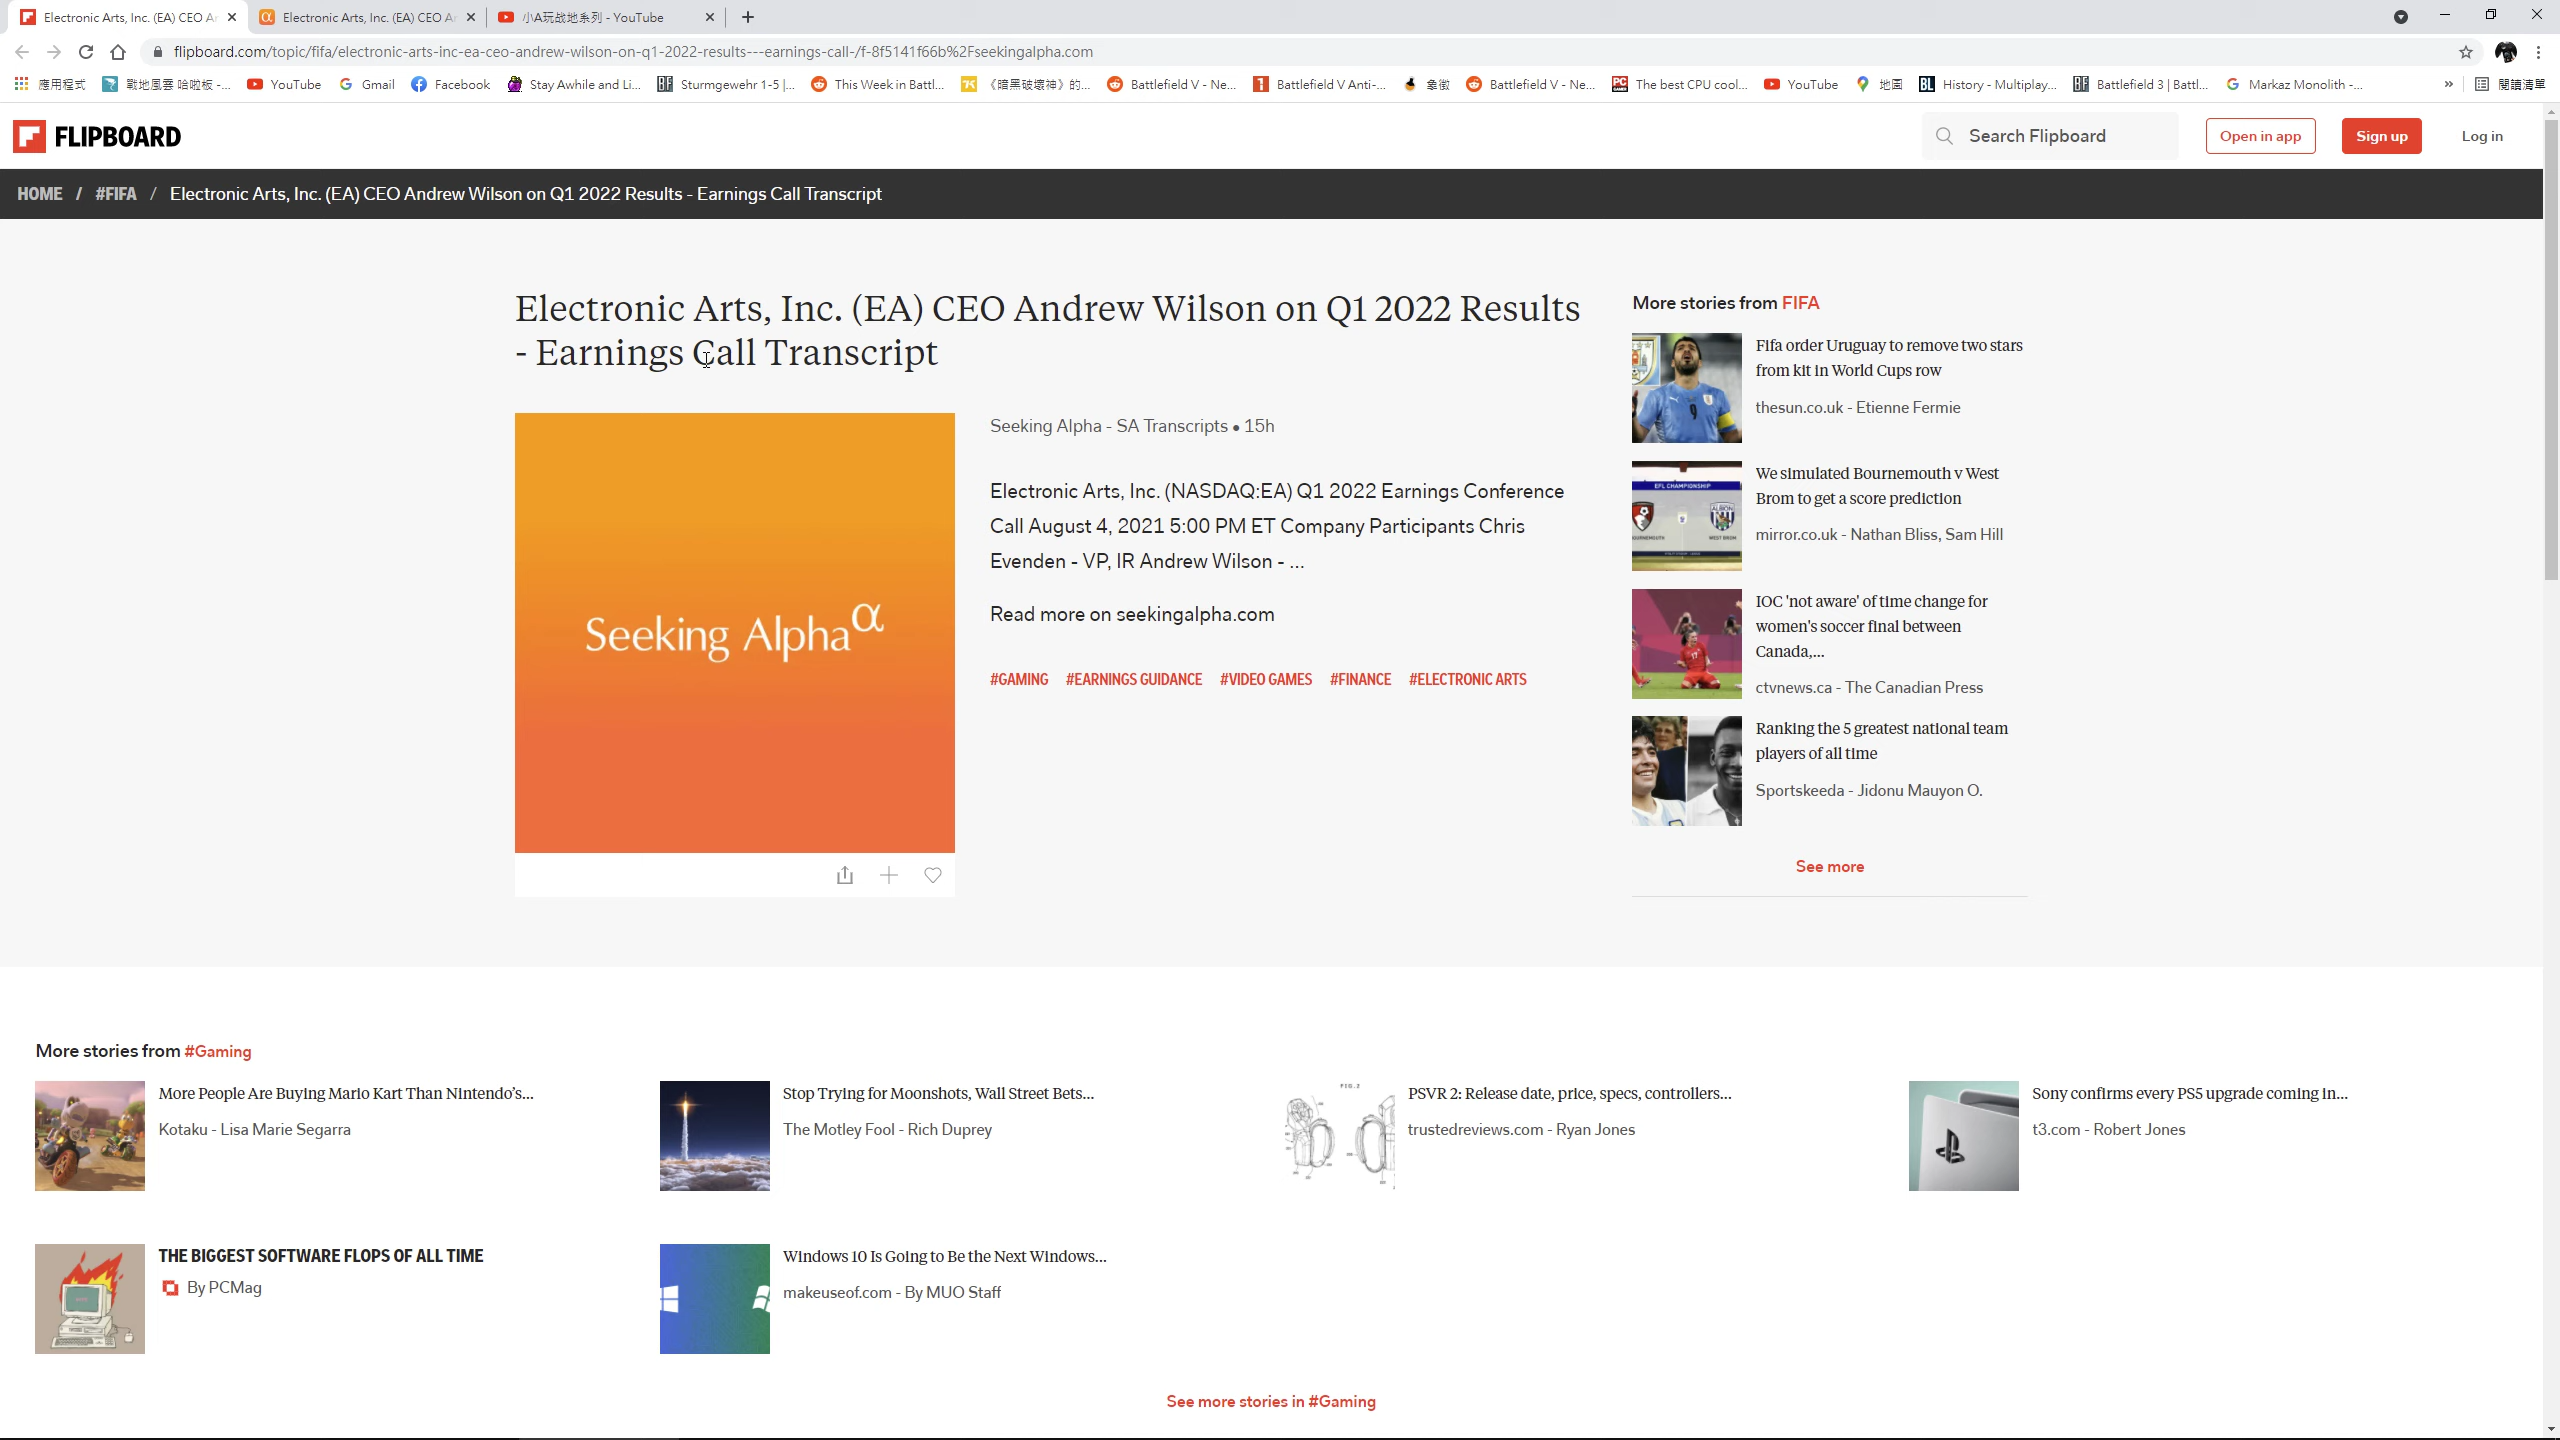 Electronic Arts, Inc. (EA) CEO Ar
Electronic Arts, Inc. (EA) CEO Ar
小A玩战地系列 - YouTube
flipboard.com/topic/fifa/electronic-arts-inc-ea-ceo-andrew-wilson-on-q1-2022-results---earnings-call-/f-8f5141f66b%2Fseekingalpha.com
應用程式
戰地風雲 哈啦板 -...
YouTube
Gmail
Facebook
Stay Awhile and Li...
Sturmgewehr 1-5 |...
This Week in Battl...
《暗黑破壞神》的...
Battlefield V - Ne...
Battlefield V Anti-...
象徵
Battlefield V - Ne...
The best CPU cool...
YouTube
地圖
History - Multiplay...
Battlefield 3 | Battl...
Markaz Monolith -...
»
閱讀清單
FLIPBOARD
Search Flipboard
Open in app
Sign up
Log in
HOME / #FIFA / Electronic Arts, Inc. (EA) CEO Andrew Wilson on Q1 2022 Results - Earnings Call Transcript
Electronic Arts, Inc. (EA) CEO Andrew Wilson on Q1 2022 Results
- Earnings Call Transcript
Seeking Alpha α
Seeking Alpha - SA Transcripts • 15h
Electronic Arts, Inc. (NASDAQ:EA) Q1 2022 Earnings Conference
Call August 4, 2021 5:00 PM ET Company Participants Chris
Evenden - VP, IR Andrew Wilson - ...
Read more on seekingalpha.com
#GAMING #EARNINGS GUIDANCE #VIDEO GAMES #FINANCE #ELECTRONIC ARTS
More stories from FIFA
Fifa order Uruguay to remove two stars
from kit in World Cups row
thesun.co.uk - Etienne Fermie
EFL CHAMPIONSHIP
We simulated Bournemouth v West
Brom to get a score prediction
mirror.co.uk - Nathan Bliss, Sam Hill
IOC 'not aware' of time change for
women's soccer final between
Canada,...
ctvnews.ca - The Canadian Press
Ranking the 5 greatest national team
players of all time
Sportskeeda - Jidonu Mauyon O.
See more
More stories from #Gaming
More People Are Buying Mario Kart Than Nintendo’s...
Kotaku - Lisa Marie Segarra
Stop Trying for Moonshots, Wall Street Bets...
The Motley Fool - Rich Duprey
FIG.2
PSVR 2: Release date, price, specs, controllers...
trustedreviews.com - Ryan Jones
Sony confirms every PS5 upgrade coming in...
t3.com - Robert Jones
THE BIGGEST SOFTWARE FLOPS OF ALL TIME
By PCMag
Windows 10 Is Going to Be the Next Windows...
makeuseof.com - By MUO Staff
See more stories in #Gaming